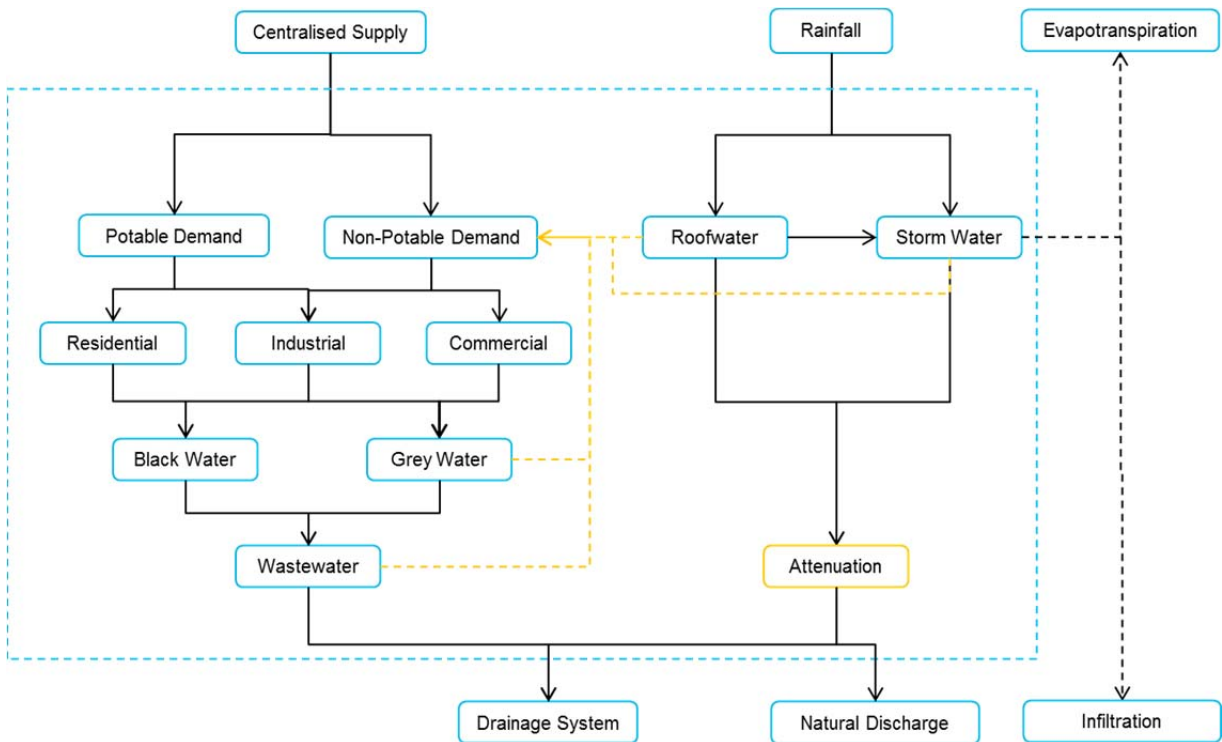 Centralised Supply
Rainfall
Evapotranspiration
Potable Demand
Non-Potable Demand
Roofwater
Storm Water
Residential
Industrial
Commercial
Black Water
Grey Water
Wastewater
Attenuation
Drainage System
Natural Discharge
Infiltration